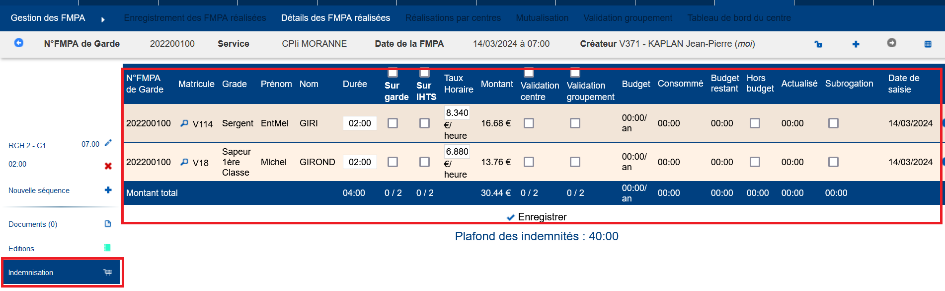 Gestion des FMPA Enregistrement des FMPA réalisées Détails des FMPA réalisées Réalisations par centres Mutualisation Validation groupement Tableau de bord du centre
N°FMPA de Garde 202200100 Service CPIi MORANNE Date de la FMPA 14/03/2024 à 07:00 Créateur V371 - KAPLAN Jean-Pierre (moi)
RGH 2 - G1 07.00
02.00
Nouvelle séquence
Documents (0)
Editions
Indemnisation
N°FMPA de Garde Matricule Grade Prénom Nom Durée Sur garde Sur IHTS Taux Horaire Montant Validation centre Validation groupement Budget Consommé Budget restant Hors budget Actualisé Subrogation Date de saisie
202200100 V114 Sergent EntMel GIRI 02:00 8.340 €/ heure 16.68 € 00:00/ an 00:00 00:00 00:00 14/03/2024
202200100 V18 Sapeur 1ère Classe Michel GIROND 02:00 6.880 €/ heure 13.76 € 00:00/ an 00:00 00:00 00:00 14/03/2024
Montant total 04:00 0 / 2 0 / 2 30.44 € 0 / 2 0 / 2 00:00/ an 00:00 00:00 00:00 00:00 00:00
Enregistrer
Plafond des indemnités : 40:00